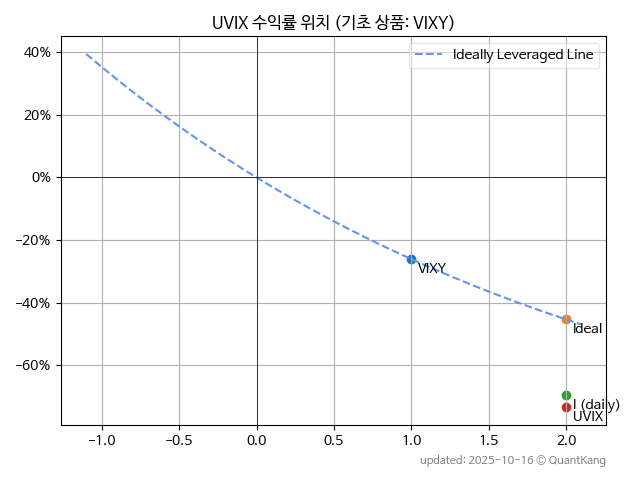 UVIX 수익률 위치 (기초 상품: VIXY)
Ideally Leveraged Line
40%
20%
0%
−20%
−40%
−60%
VIXY
Ideal
I (daily)
UVIX
−1.0
−0.5
0.0
0.5
1.0
1.5
2.0
updated: 2025-10-16 © QuantKang